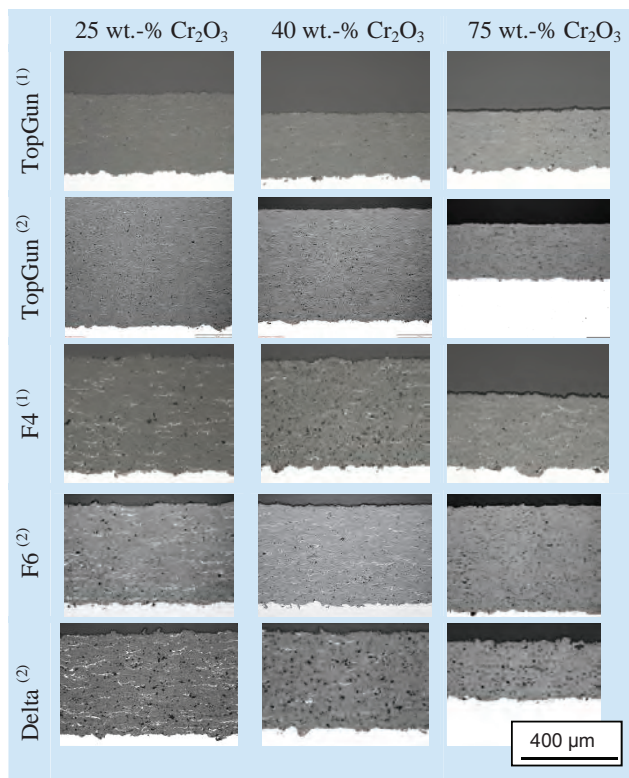 25 wt.-% Cr₂O₃ 40 wt.-% Cr₂O₃ 75 wt.-% Cr₂O₃
TopGun (1)
TopGun (2)
F4 (1)
F6 (2)
Delta (2)
400 µm